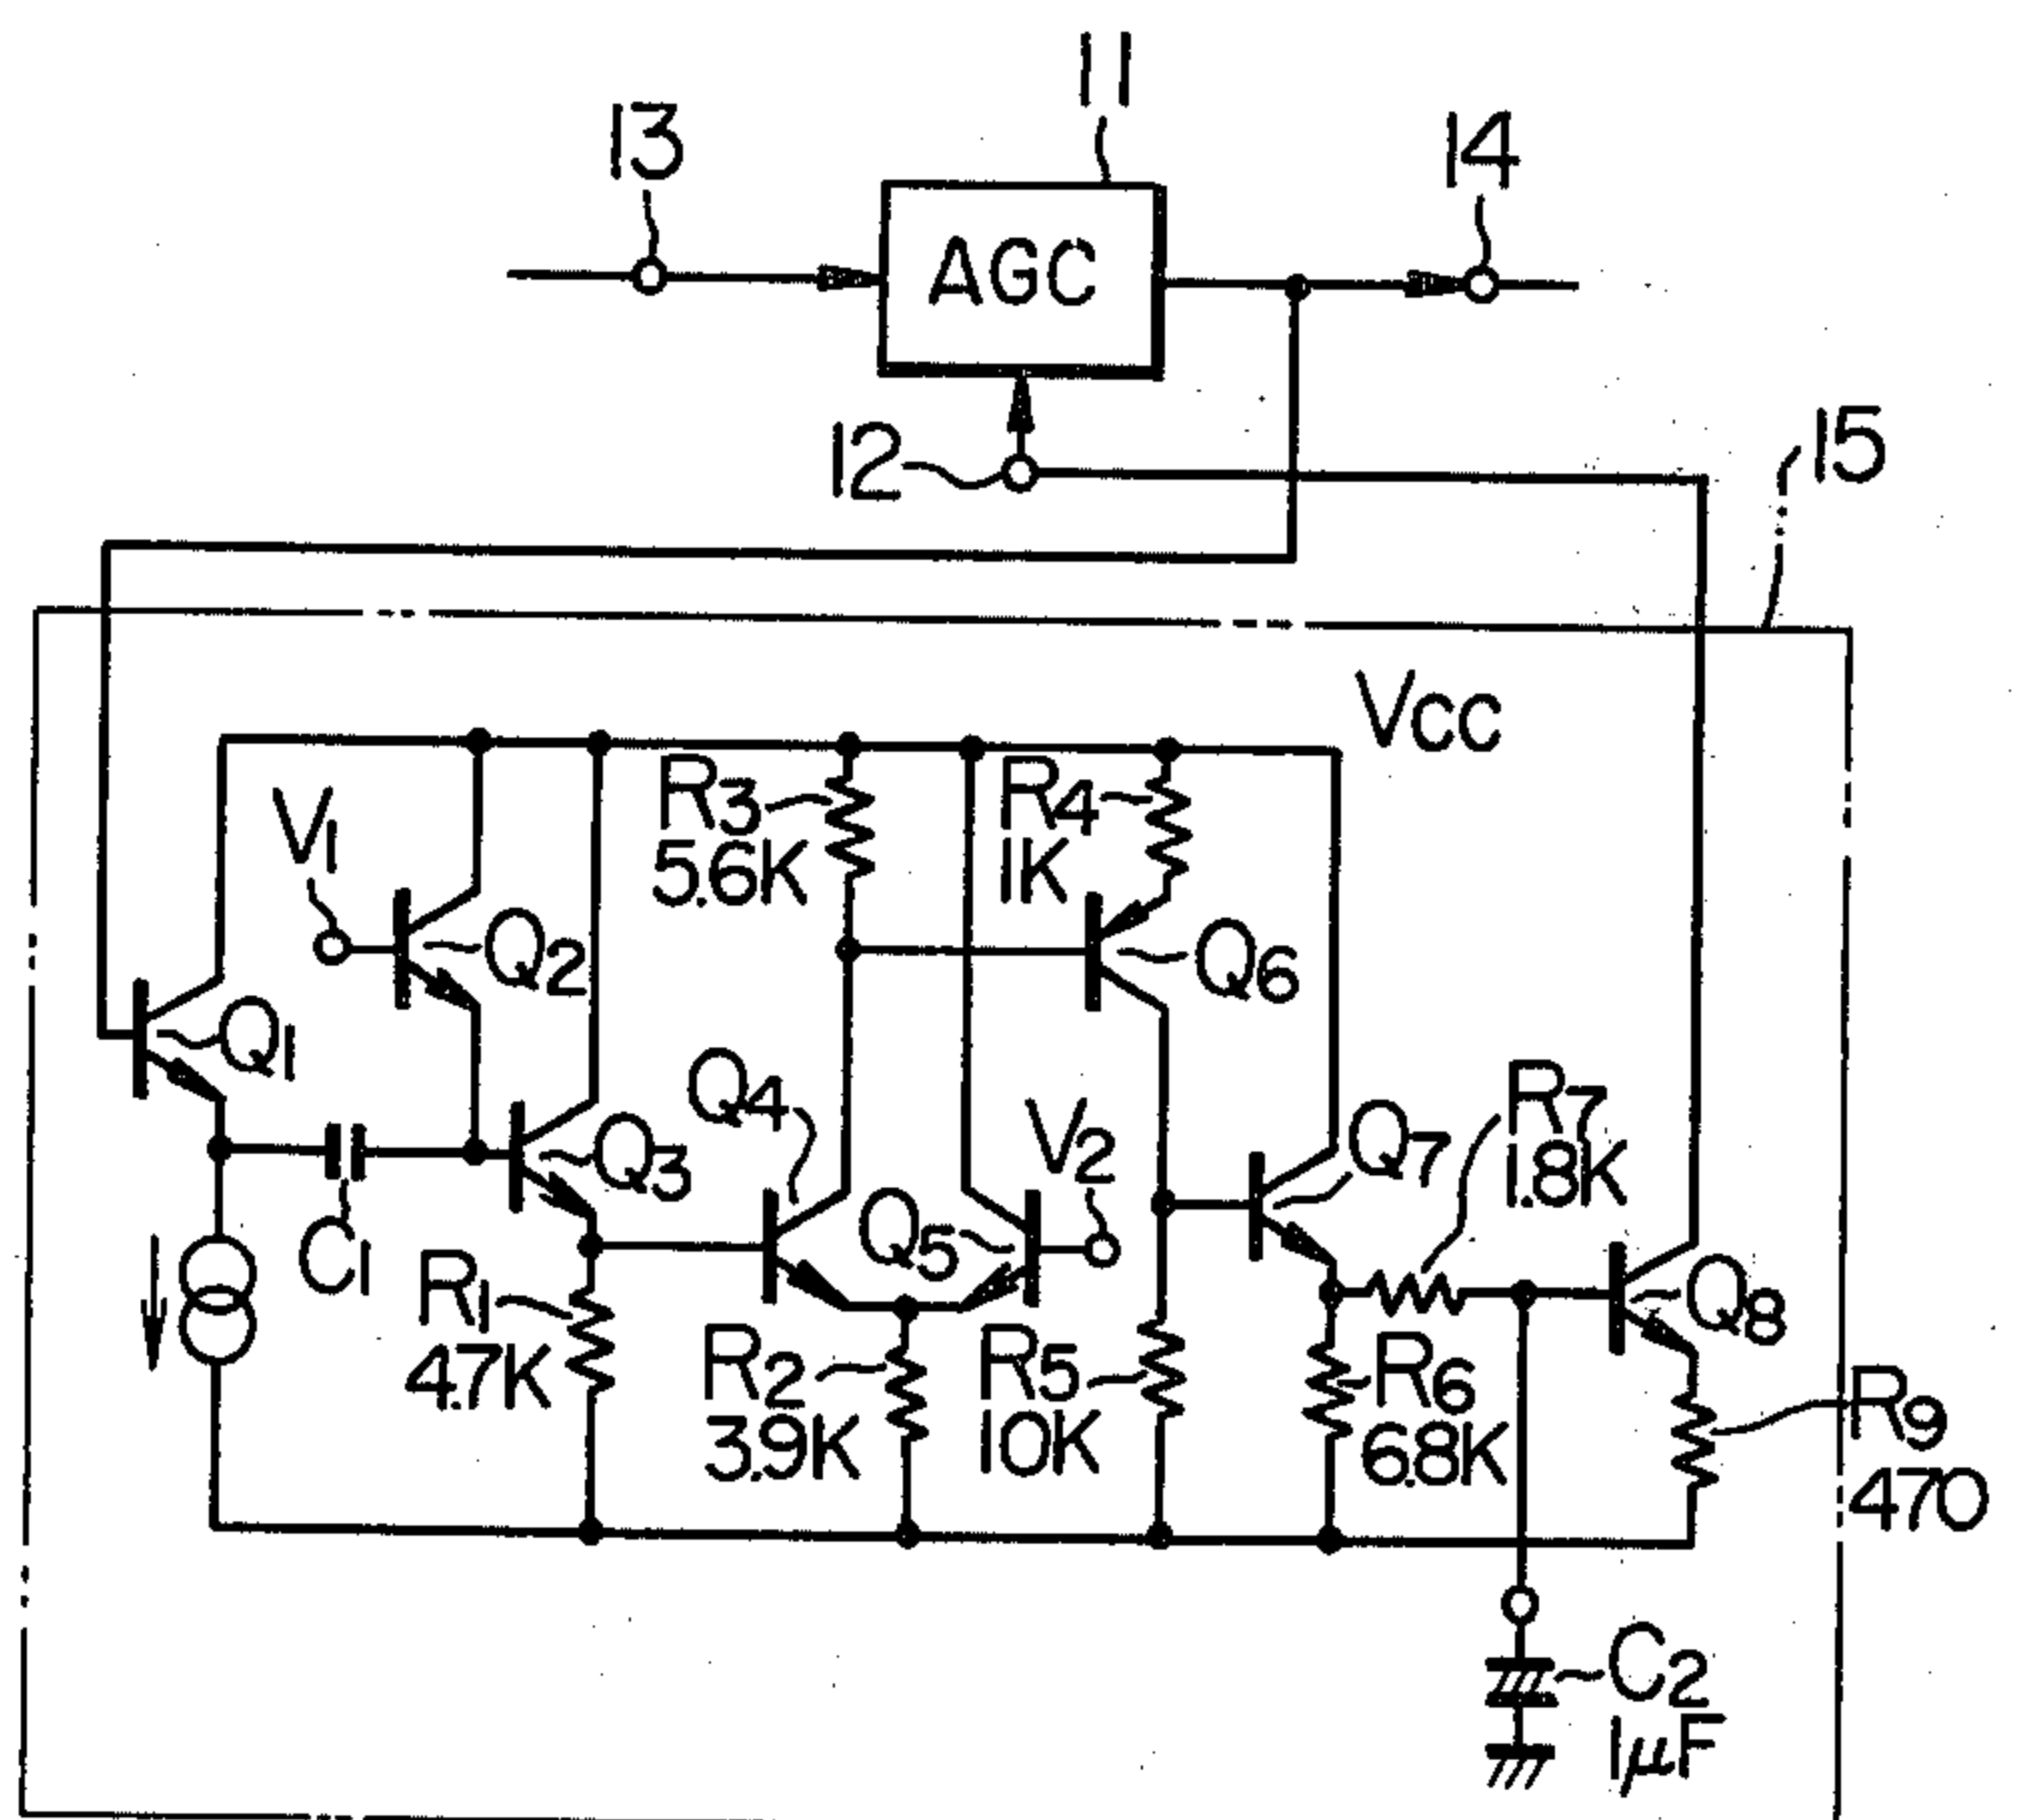 11
13
14
AGC
12
15
VCC
R3
5.6K
R4
1K
V1
Q2
Q6
Q1
Q4
V2
Q7
R7
1.8K
Q3
Q5
C1
R1
4.7K
Q8
R2
3.9K
R5
10K
R6
6.8K
R9
470
C2
1μF